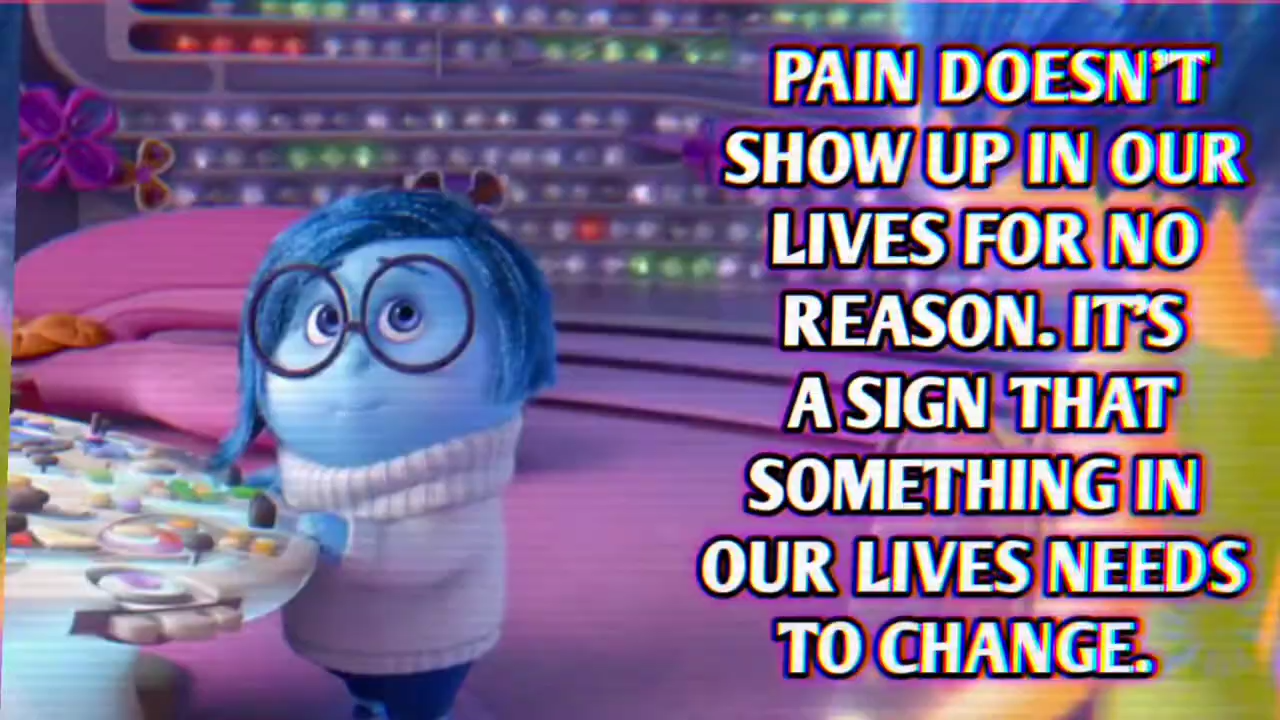 PAIN DOESN'T
SHOW UP IN OUR
LIVES FOR NO
REASON. IT'S
A SIGN THAT
SOMETHING IN
OUR LIVES NEEDS
TO CHANGE.